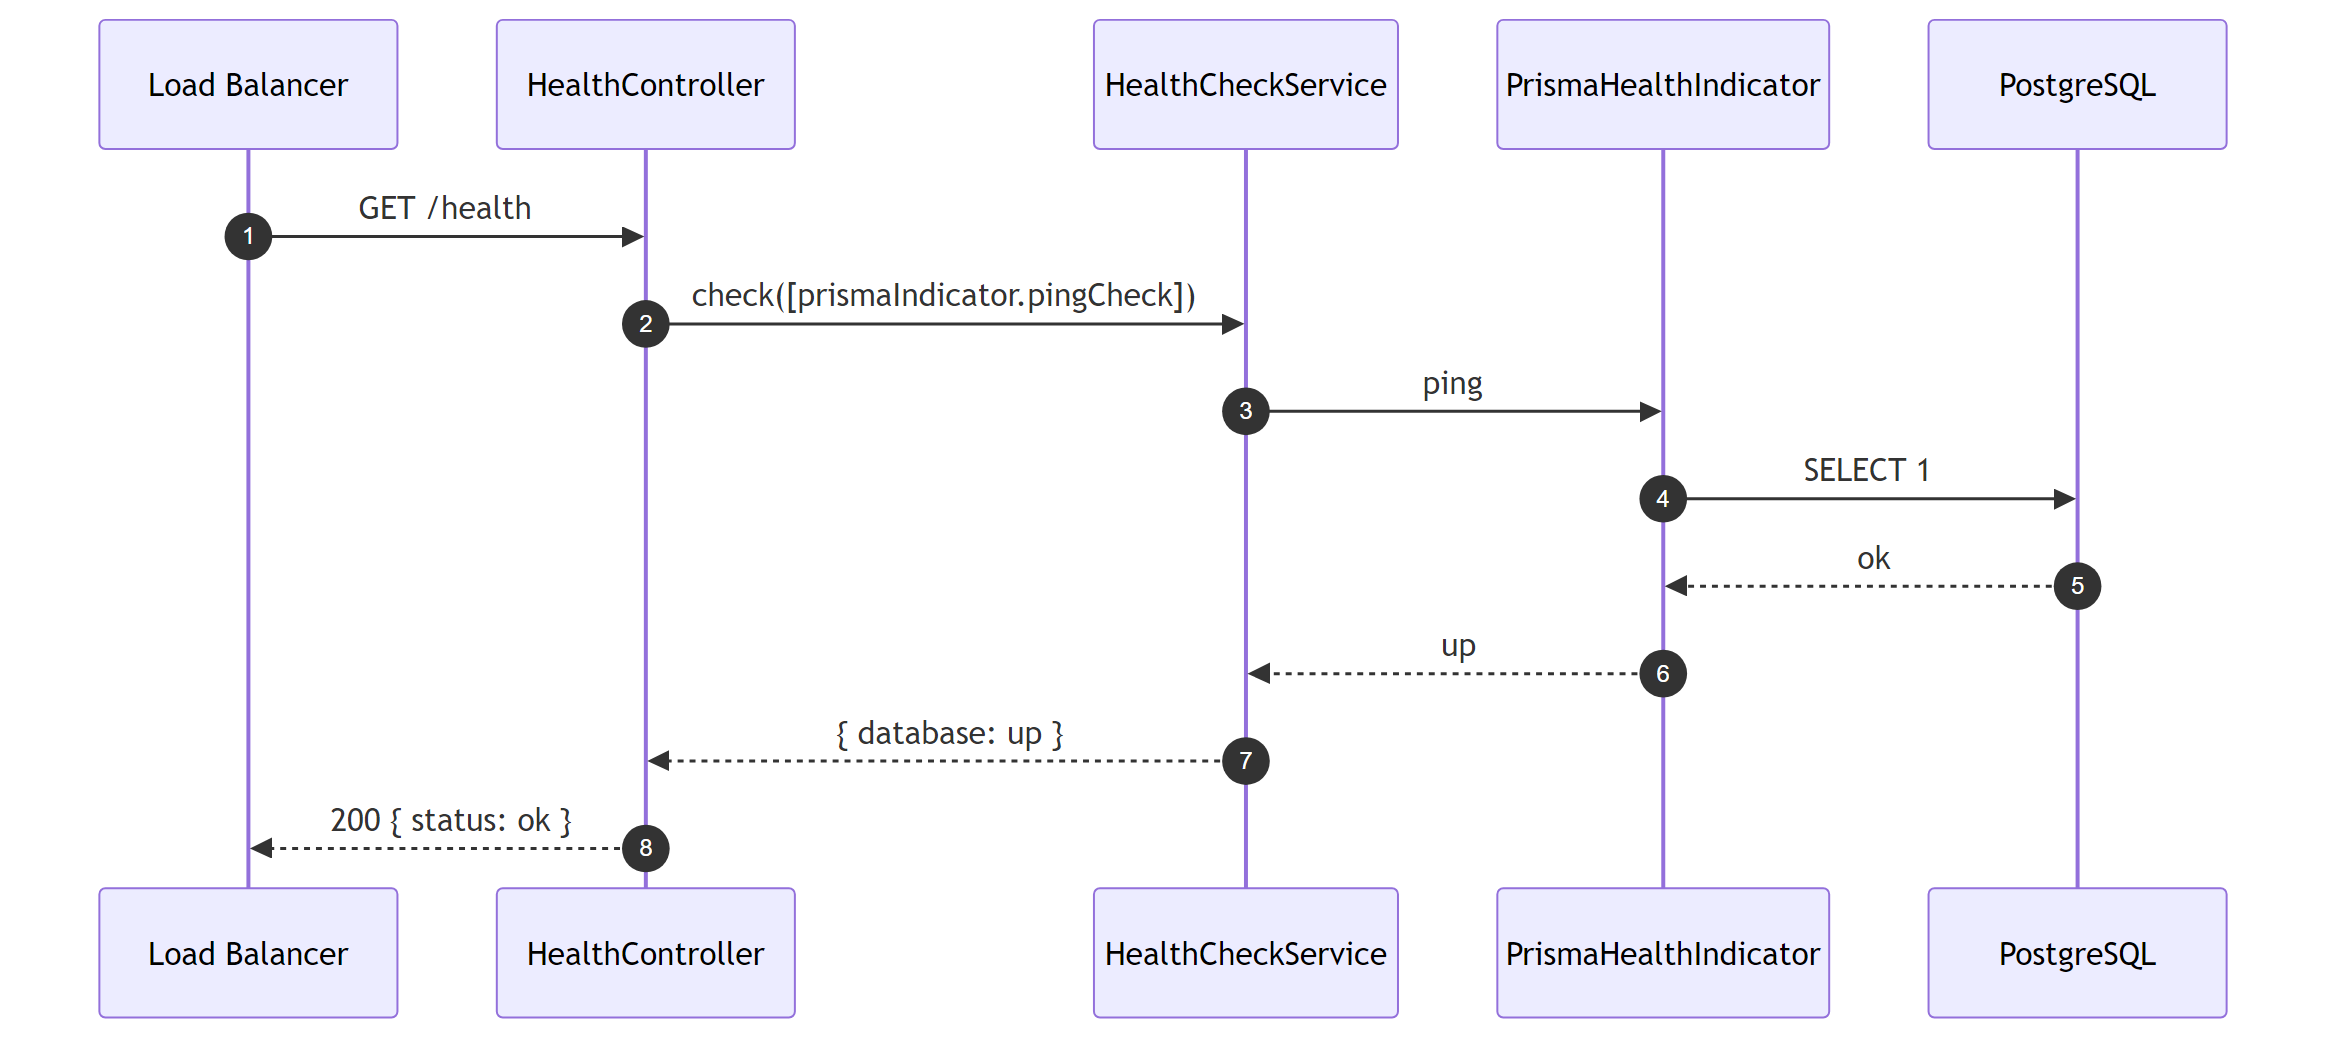 Load Balancer
HealthController
HealthCheckService
PrismaHealthIndicator
PostgreSQL
GET /health
1
check([prismaIndicator.pingCheck])
2
ping
3
SELECT 1
4
ok
5
up
6
{ database: up }
7
200 { status: ok }
8
Load Balancer
HealthController
HealthCheckService
PrismaHealthIndicator
PostgreSQL